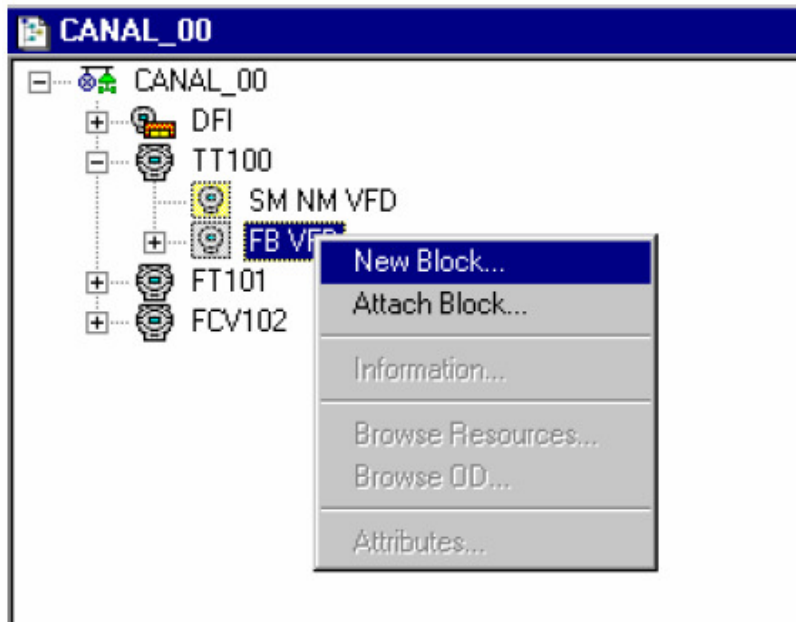 CANAL_00
CANAL_00
DFI
TT100
SM NM VFD
FB VFD
New Block...
Attach Block...
Information...
Browse Resources...
Browse OD...
Attributes...
FT101
FCV102